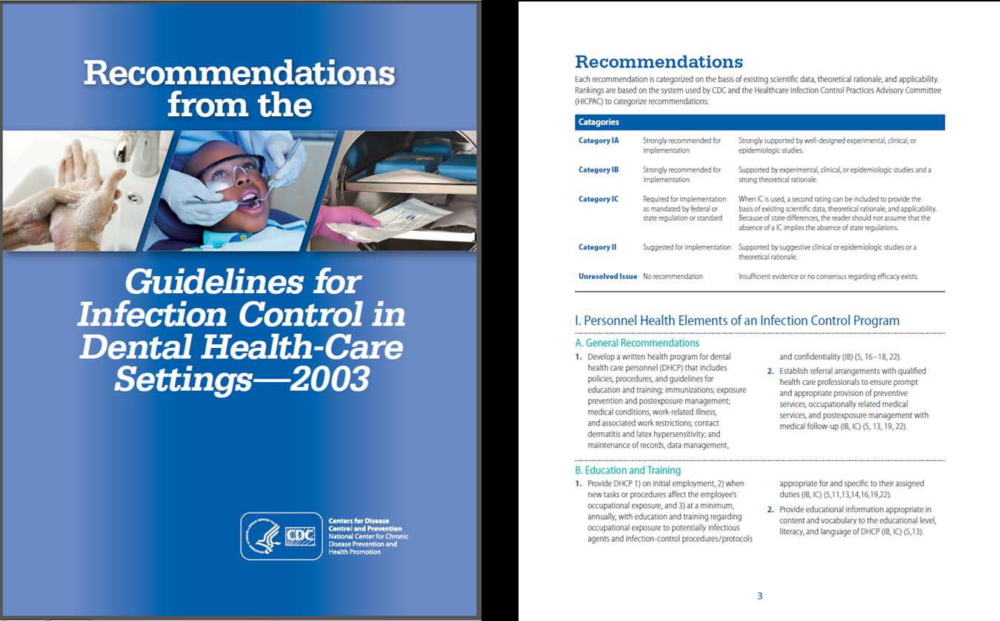 Recommendations
from the
Guidelines for
Infection Control in
Dental Health-Care
Settings—2003
CDC
Centers for Disease
Control and Prevention
National Center for Chronic
Disease Prevention and
Health Promotion
Recommendations
Each recommendation is categorized on the basis of existing scientific data, theoretical rationale, and applicability.
Rankings are based on the system used by CDC and the Healthcare Infection Control Practices Advisory Committee
(HICPAC) to categorize recommendations:
Catagories
Category IA Strongly recommended for Strongly supported by well-designed experimental, clinical, or
implementation epidemiologic studies.
Category IB Strongly recommended for Supported by experimental, clinical, or epidemiologic studies and a
implementation strong theoretical rationale.
Category IC Required for implementation When IC is used, a second rating can be included to provide the
as mandated by federal or basis of existing scientific data, theoretical rationale, and applicability.
state regulation or standard Because of state differences, the reader should not assume that the
absence of a IC implies the absence of state regulations.
Category II Suggested for implementation Supported by suggestive clinical or epidemiologic studies or a
theoretical rationale.
Unresolved Issue No recommendation Insufficient evidence or no consensus regarding efficacy exists.
I. Personnel Health Elements of an Infection Control Program
A. General Recommendations
1. Develop a written health program for dental
health care personnel (DHCP) that includes
policies, procedures, and guidelines for
education and training; immunizations; exposure
prevention and postexposure management;
medical conditions, work-related illness,
and associated work restrictions; contact
dermatitis and latex hypersensitivity; and
maintenance of records, data management,
and confidentiality (IB) (5, 16–18, 22).
2. Establish referral arrangements with qualified
health care professionals to ensure prompt
and appropriate provision of preventive
services, occupationally related medical
services, and postexposure management with
medical follow-up (IB, IC) (5, 13, 19, 22).
B. Education and Training
1. Provide DHCP 1) on initial employment, 2) when
new tasks or procedures affect the employee's
occupational exposure, and 3) at a minimum,
annually, with education and training regarding
occupational exposure to potentially infectious
agents and infection-control procedures/protocols
appropriate for and specific to their assigned
duties (IB, IC) (5,11,13,14,16,19,22).
2. Provide educational information appropriate in
content and vocabulary to the educational level,
literacy, and language of DHCP (IB, IC) (5,13).
3